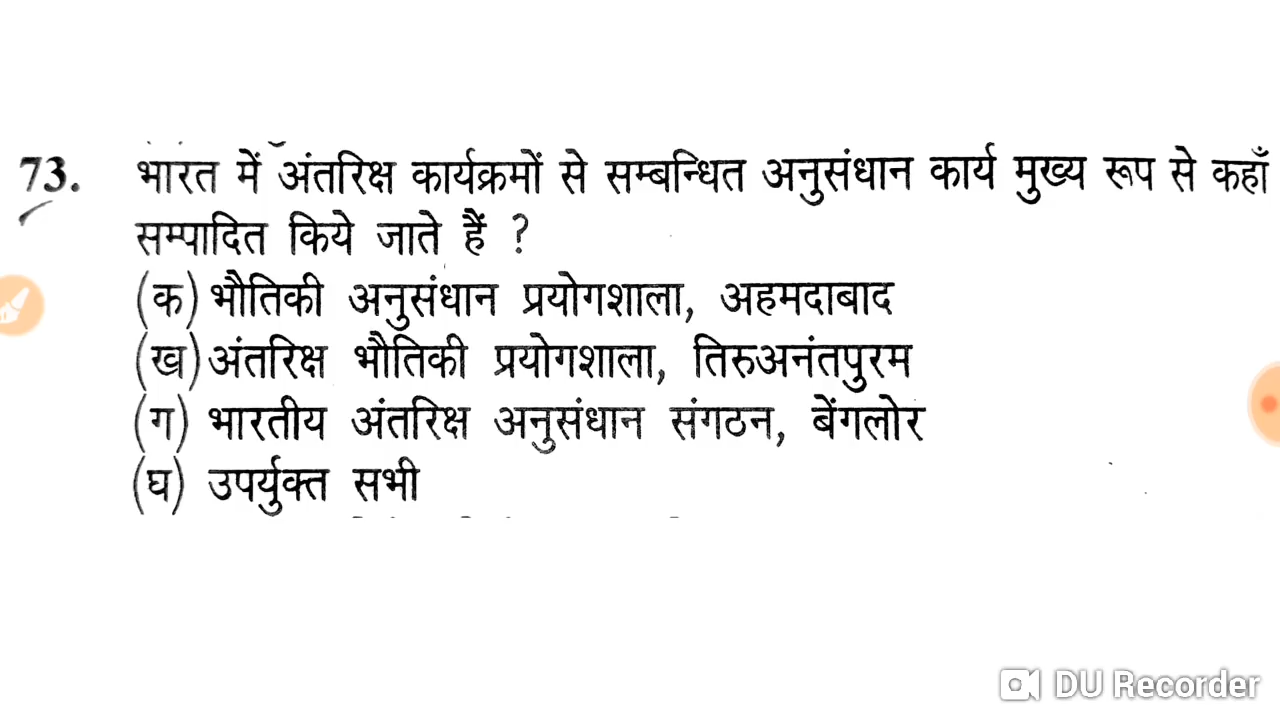 73. भारत में अंतरिक्ष कार्यक्रमों से सम्बन्धित अनुसंधान कार्य मुख्य रूप से कहाँ
सम्पादित किये जाते हैं ?
(क) भौतिकी अनुसंधान प्रयोगशाला, अहमदाबाद
(ख) अंतरिक्ष भौतिकी प्रयोगशाला, तिरुअनंतपुरम
(ग) भारतीय अंतरिक्ष अनुसंधान संगठन, बेंगलोर
(घ) उपर्युक्त सभी
DU Recorder